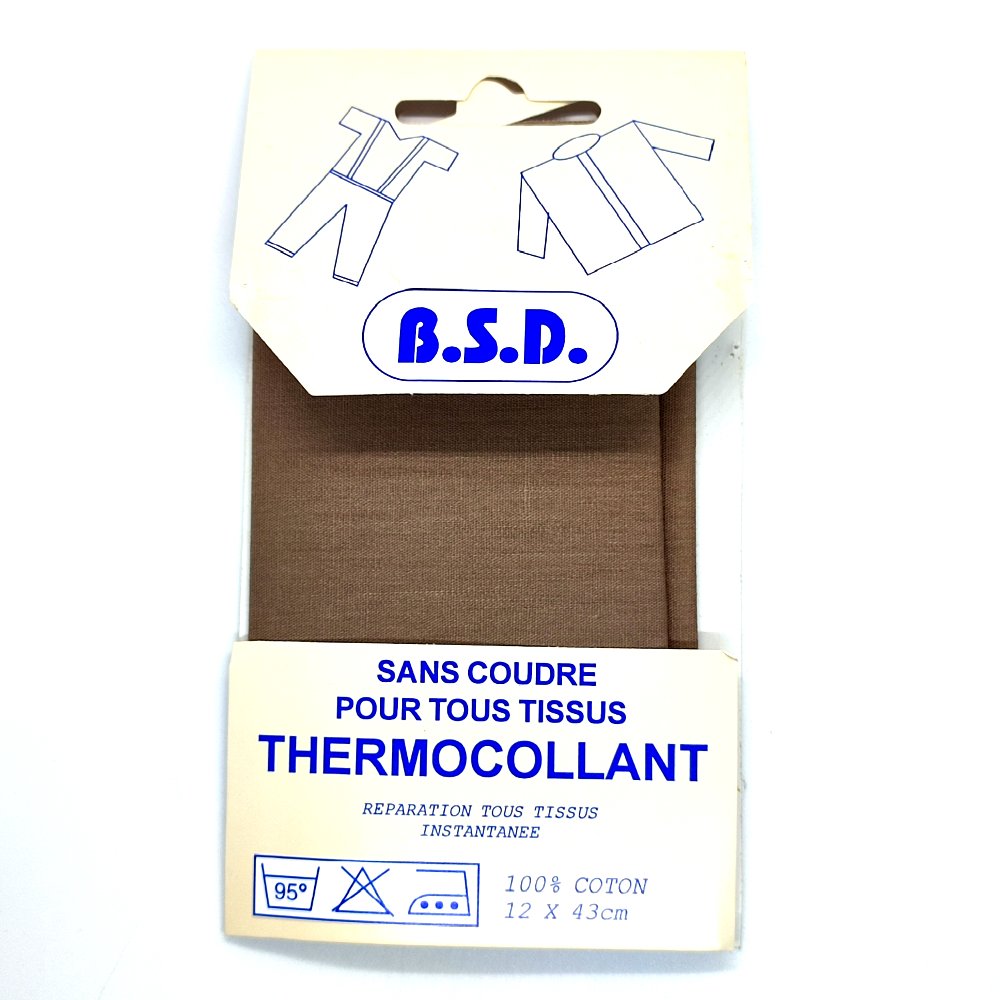 B.S.D.
SANS COUDRE
POUR TOUS TISSUS
THERMOCOLLANT
REPARATION TOUS TISSUS
INSTANTANEE
95°
100% COTON
12 X 43cm